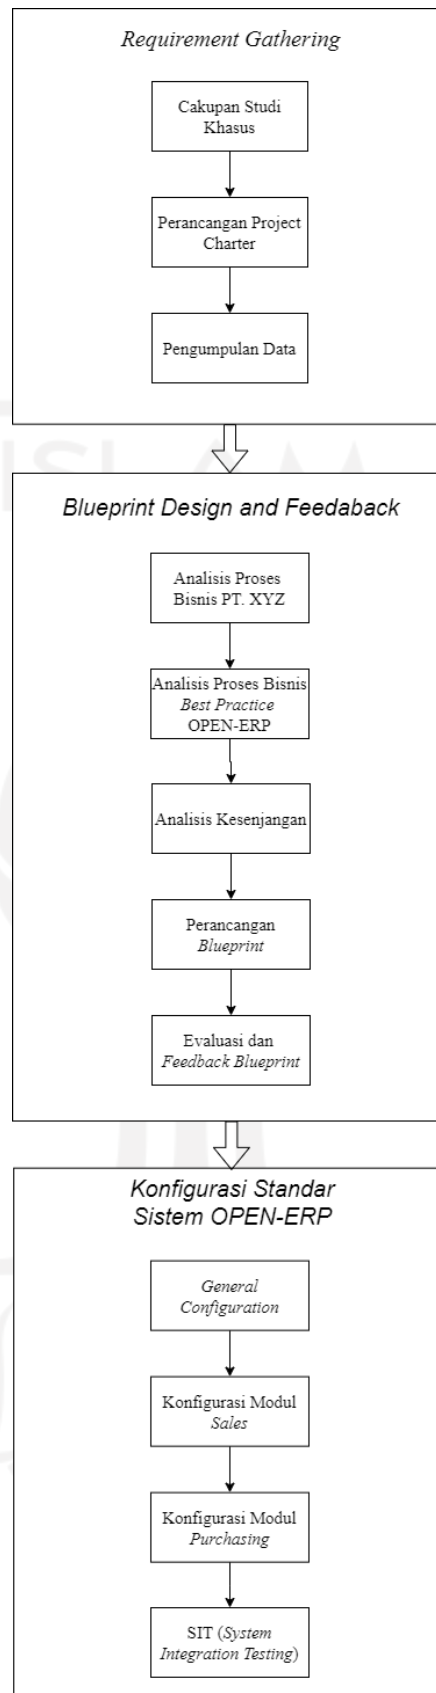 Requirement Gathering
Cakupan Studi
Khasus
Perancangan Project
Charter
Pengumpulan Data
Blueprint Design and Feedaback
Analisis Proses
Bisnis PT. XYZ
Analisis Proses Bisnis
Best Practice
OPEN-ERP
Analisis Kesenjangan
Perancangan
Blueprint
Evaluasi dan
Feedback Blueprint
Konfigurasi Standar
Sistem OPEN-ERP
General
Configuration
Konfigurasi Modul
Sales
Konfigurasi Modul
Purchasing
SIT (System
Integration Testing)